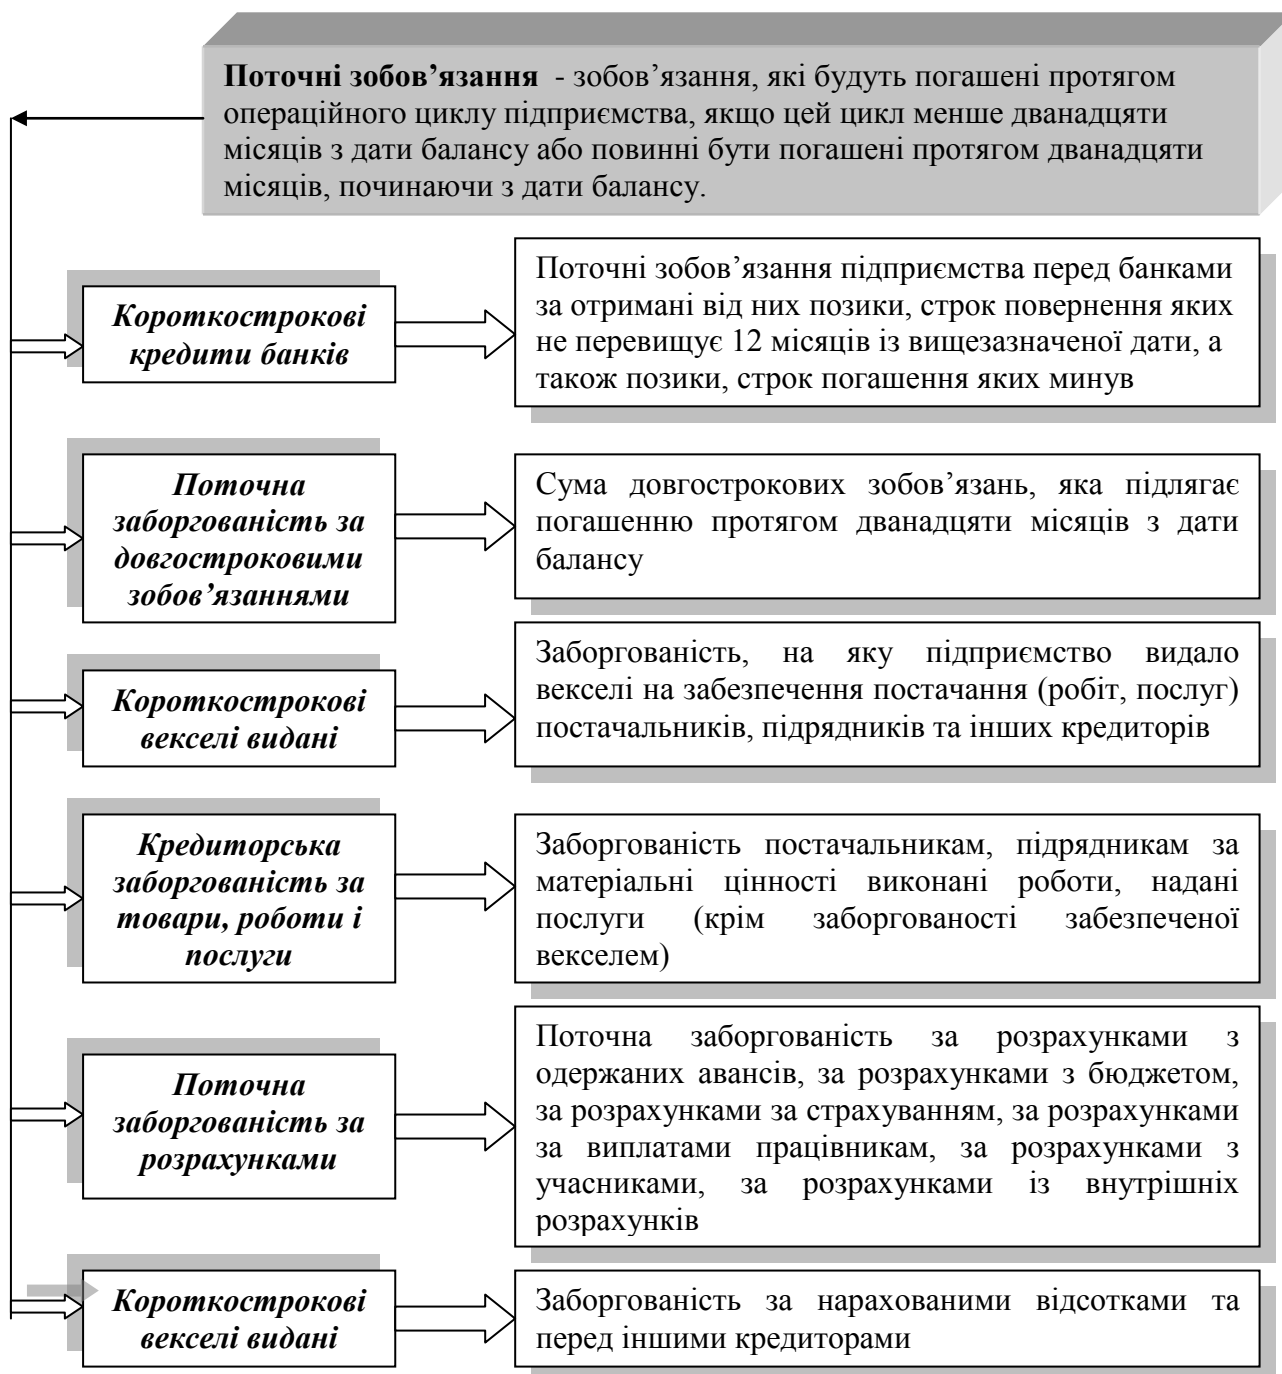 Поточні зобов’язання - зобов’язання, які будуть погашені протягом
операційного циклу підприємства, якщо цей цикл менше дванадцяти
місяців з дати балансу або повинні бути погашені протягом дванадцяти
місяців, починаючи з дати балансу.
Короткострокові
кредити банків
Поточні зобов’язання підприємства перед банками
за отримані від них позики, строк повернення яких
не перевищує 12 місяців із вищезазначеної дати, а
також позики, строк погашення яких минув
Поточна
заборгованість за
довгостроковими
зобов’язаннями
Сума довгострокових зобов’язань, яка підлягає
погашенню протягом дванадцяти місяців з дати
балансу
Короткострокові
векселі видані
Заборгованість, на яку підприємство видало
векселі на забезпечення постачання (робіт, послуг)
постачальників, підрядників та інших кредиторів
Кредиторська
заборгованість за
товари, роботи і
послуги
Заборгованість постачальникам, підрядникам за
матеріальні цінності виконані роботи, надані
послуги (крім заборгованості забезпеченої
векселем)
Поточна
заборгованість за
розрахунками
Поточна заборгованість за розрахунками з
одержаних авансів, за розрахунками з бюджетом,
за розрахунками за страхуванням, за розрахунками
за виплатами працівникам, за розрахунками з
учасниками, за розрахунками із внутрішніх
розрахунків
Короткострокові
векселі видані
Заборгованість за нарахованими відсотками та
перед іншими кредиторами